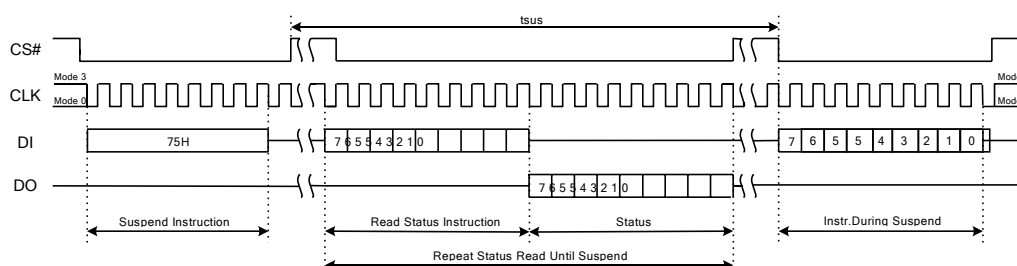 tsus
CS#
Mode 3
CLK
Mode 0
Mode
Mode
DI
75H
7 6 5 5 4 3 2 1 0
7 6 5 5 4 3 2 1 0
DO
7 6 5 5 4 3 2 1 0
Suspend Instruction
Read Status Instruction
Status
Instr.During Suspend
Repeat Status Read Until Suspend